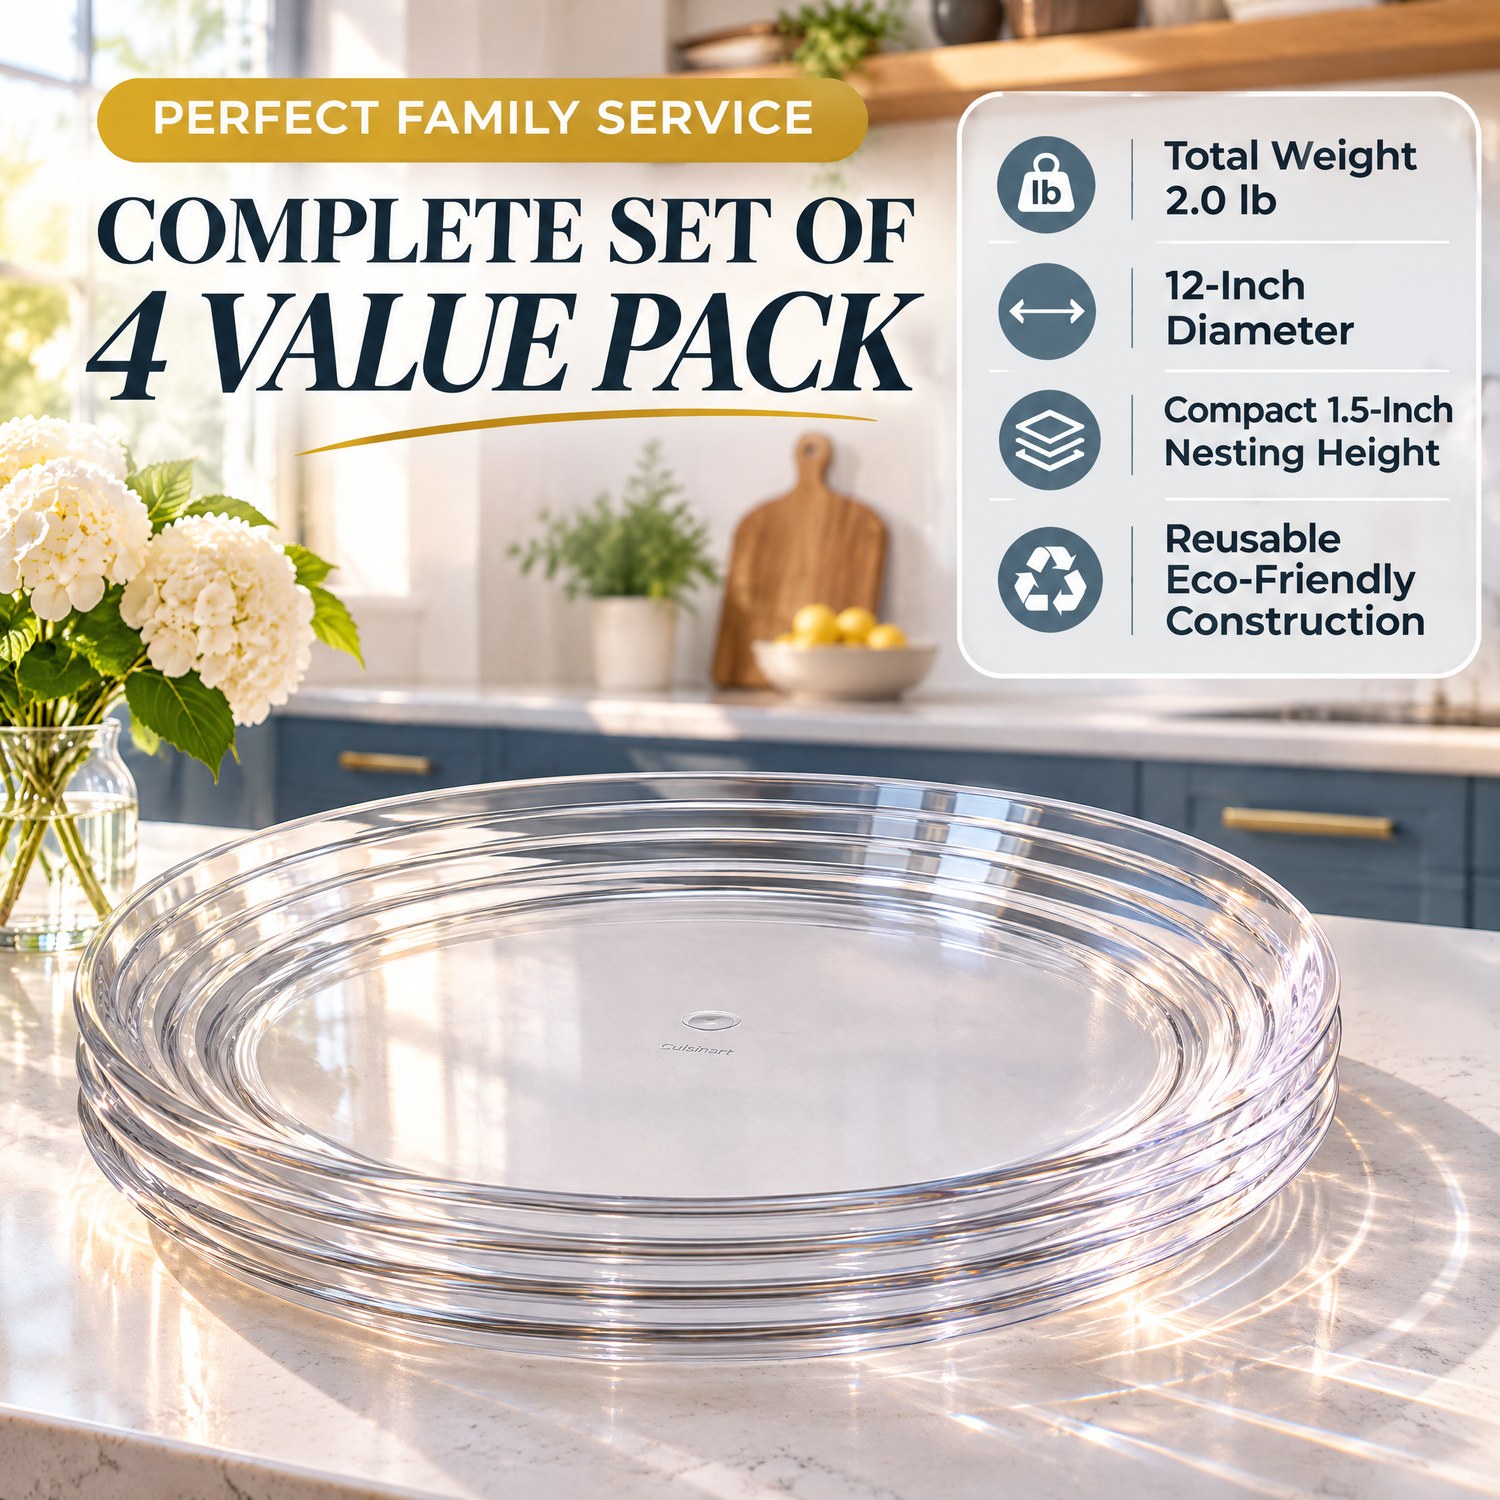 PERFECT FAMILY SERVICE
COMPLETE SET OF
4 VALUE PACK
lb
Total Weight
2.0 lb
12-Inch
Diameter
Compact 1.5-Inch
Nesting Height
Reusable
Eco-Friendly
Construction
Cuisinart